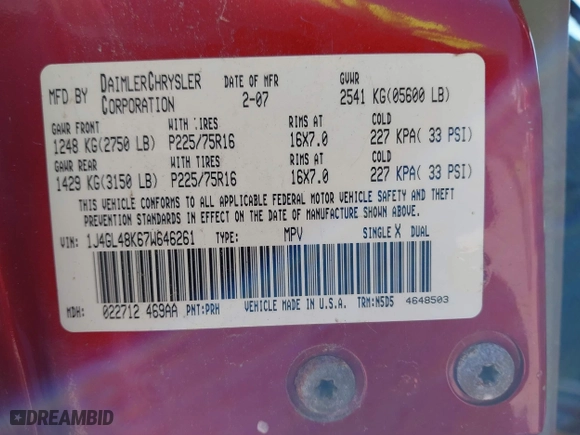 MFD BY DAIMLERCHRYSLER CORPORATION DATE OF MFR 2-07 GVWR 2541 KG(05600 LB)
GAWR FRONT WITH TIRES RIMS AT COLD
1248 KG(2750 LB) P225/75R16 16X7.0 227 KPA( 33 PSI)
GAWR REAR WITH TIRES RIMS AT COLD
1429 KG(3150 LB) P225/75R16 16X7.0 227 KPA( 33 PSI)
THIS VEHICLE CONFORMS TO ALL APPLICABLE FEDERAL MOTOR VEHICLE SAFETY AND THEFT
PREVENTION STANDARDS IN EFFECT ON THE DATE OF MANUFACTURE SHOWN ABOVE.
VIN: 1J4GL48K67W646261 TYPE: MPV SINGLE X DUAL
MDH: 022712 469AA PNT:PRH VEHICLE MADE IN U.S.A. TRM:N5D5 4648503
DREAMBID